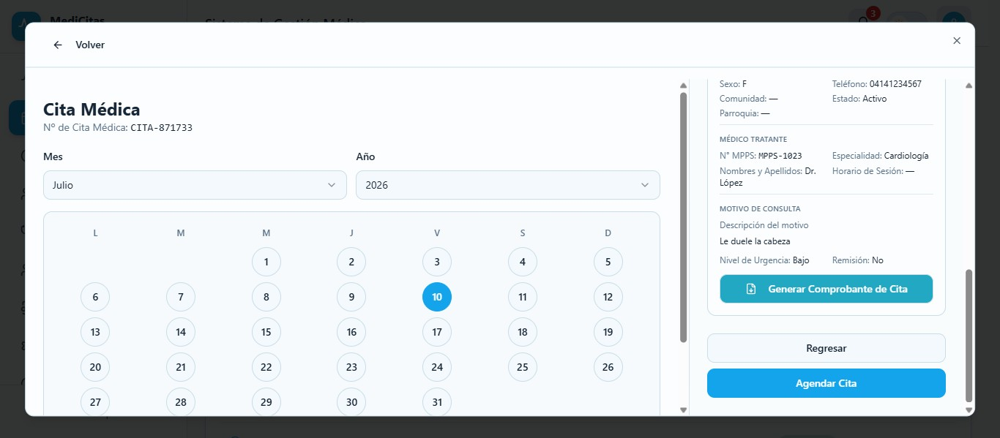 MediCitas
3
Volver
Cita Médica
Nº de Cita Médica: CITA-871733
Mes
Año
Julio
2026
L M M J V S D
1 2 3 4 5
6 7 8 9 10 11 12
13 14 15 16 17 18 19
20 21 22 23 24 25 26
27 28 29 30 31
Sexo: F
Teléfono: 04141234567
Comunidad: —
Estado: Activo
Parroquia: —
MÉDICO TRATANTE
N° MPPS: MPPS-1023
Especialidad: Cardiología
Nombres y Apellidos: Dr.
López
Horario de Sesión: —
MOTIVO DE CONSULTA
Descripción del motivo
Le duele la cabeza
Nivel de Urgencia: Bajo
Remisión: No
Generar Comprobante de Cita
Regresar
Agendar Cita